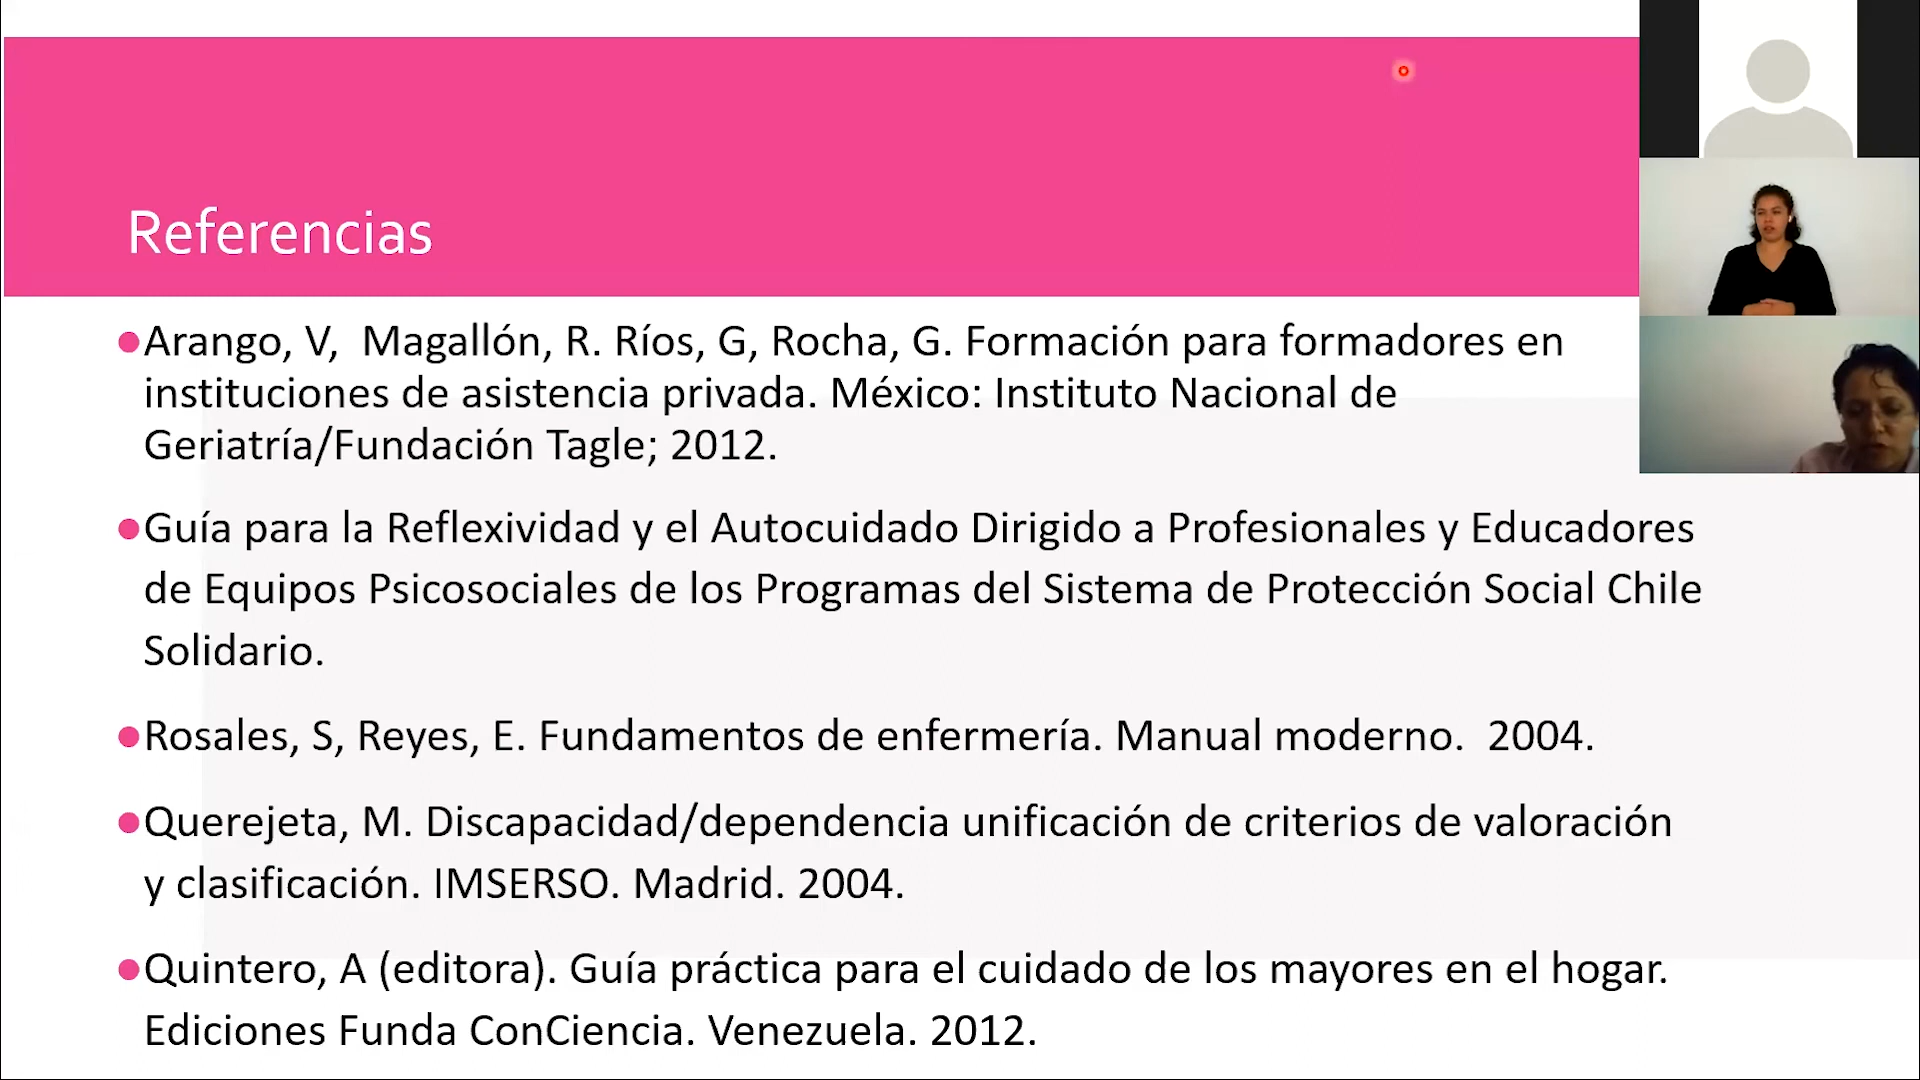 Referencias
●Arango, V,  Magallón, R. Ríos, G, Rocha, G. Formación para formadores en
instituciones de asistencia privada. México: Instituto Nacional de
Geriatría/Fundación Tagle; 2012.
●Guía para la Reflexividad y el Autocuidado Dirigido a Profesionales y Educadores
de Equipos Psicosociales de los Programas del Sistema de Protección Social Chile
Solidario.
●Rosales, S, Reyes, E. Fundamentos de enfermería. Manual moderno.  2004.
●Querejeta, M. Discapacidad/dependencia unificación de criterios de valoración
y clasificación. IMSERSO. Madrid. 2004.
●Quintero, A (editora). Guía práctica para el cuidado de los mayores en el hogar.
Ediciones Funda ConCiencia. Venezuela. 2012.